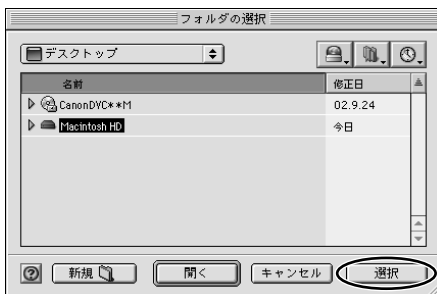 フォルダの選択
デスクトップ
名前 修正日
CanonDVC**M 02.9.24
Macintosh HD 今日
? 新規 開く キャンセル 選択